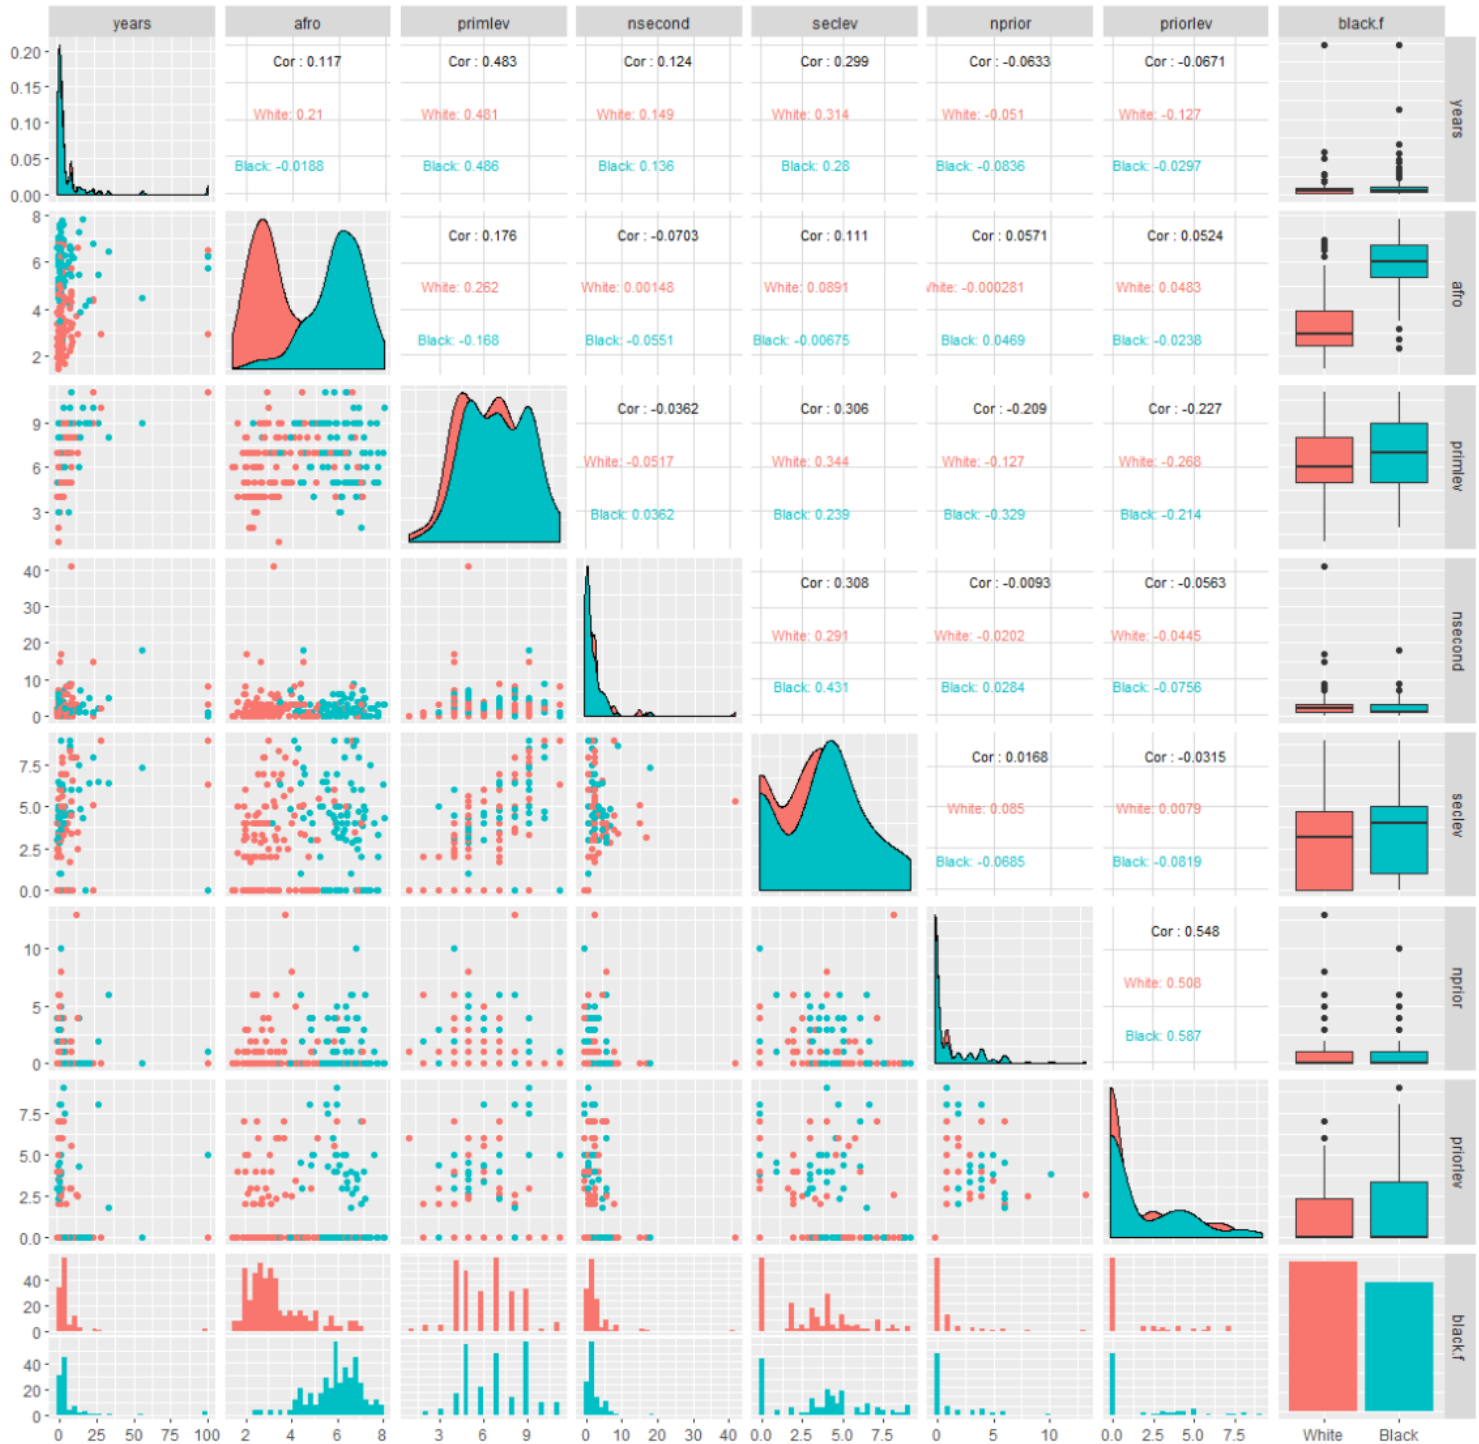 years afro primlev nsecond seclev nprior priorlev black.f
0.20 Cor : 0.117 Cor : 0.483 Cor : 0.124 Cor : 0.299 Cor : -0.0633 Cor : -0.0671
0.15
0.10 White: 0.21 White: 0.481 White: 0.149 White: 0.314 White: -0.051 White: -0.127 years
0.05 Black: -0.0188 Black: 0.486 Black: 0.136 Black: 0.28 Black: -0.0836 Black: -0.0297
0.00
8 Cor : 0.176 Cor : -0.0703 Cor : 0.111 Cor : 0.0571 Cor : 0.0524
6
4 White: 0.262 White: 0.00148 White: 0.0891 White: -0.000281 White: 0.0483 afro
2 Black: -0.168 Black: -0.0551 Black: -0.00675 Black: 0.0469 Black: -0.0238
Cor : -0.0362 Cor : 0.306 Cor : -0.209 Cor : -0.227
9
6 White: -0.0517 White: 0.344 White: -0.127 White: -0.268 primlev
3 Black: 0.0362 Black: 0.239 Black: -0.329 Black: -0.214
40 Cor : 0.308 Cor : -0.0093 Cor : -0.0563
30
20 White: 0.291 White: -0.0202 White: -0.0445 nsecond
10 Black: 0.431 Black: 0.0284 Black: -0.0756
0
7.5 Cor : 0.0168 Cor : -0.0315
5.0 White: 0.085 White: 0.0079 seclev
2.5 Black: -0.0685 Black: -0.0819
0.0
10 Cor : 0.548
5 White: 0.508 nprior
0 Black: 0.587
7.5
5.0 priorlev
2.5
0.0
40
20
0 black.f
40
20
0
0 25 50 75 100 2 4 6 8 3 6 9 0 10 20 30 40 0.0 2.5 5.0 7.5 0 5 10 0.0 2.5 5.0 7.5 White Black